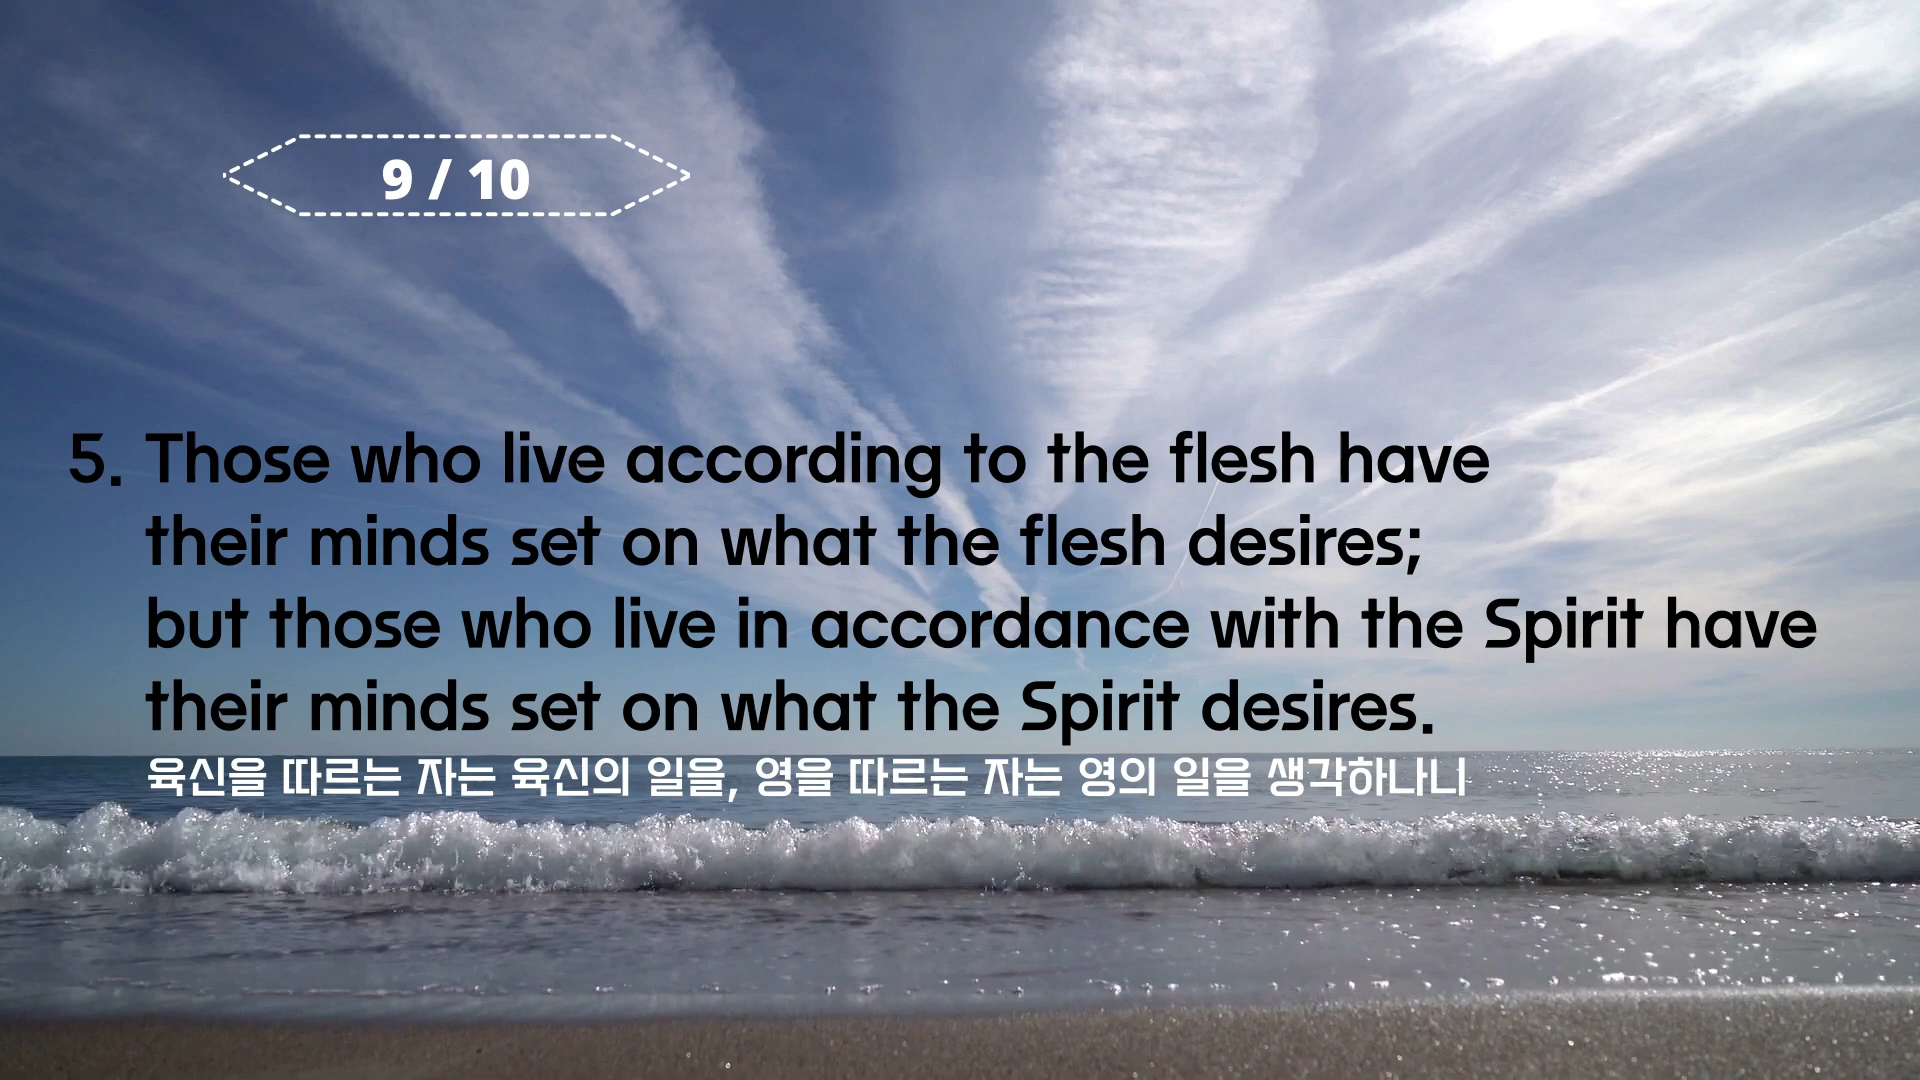 9 / 10
5. Those who live according to the flesh have
their minds set on what the flesh desires;
but those who live in accordance with the Spirit have
their minds set on what the Spirit desires.
육신을 따르는 자는 육신의 일을, 영을 따르는 자는 영의 일을 생각하나니